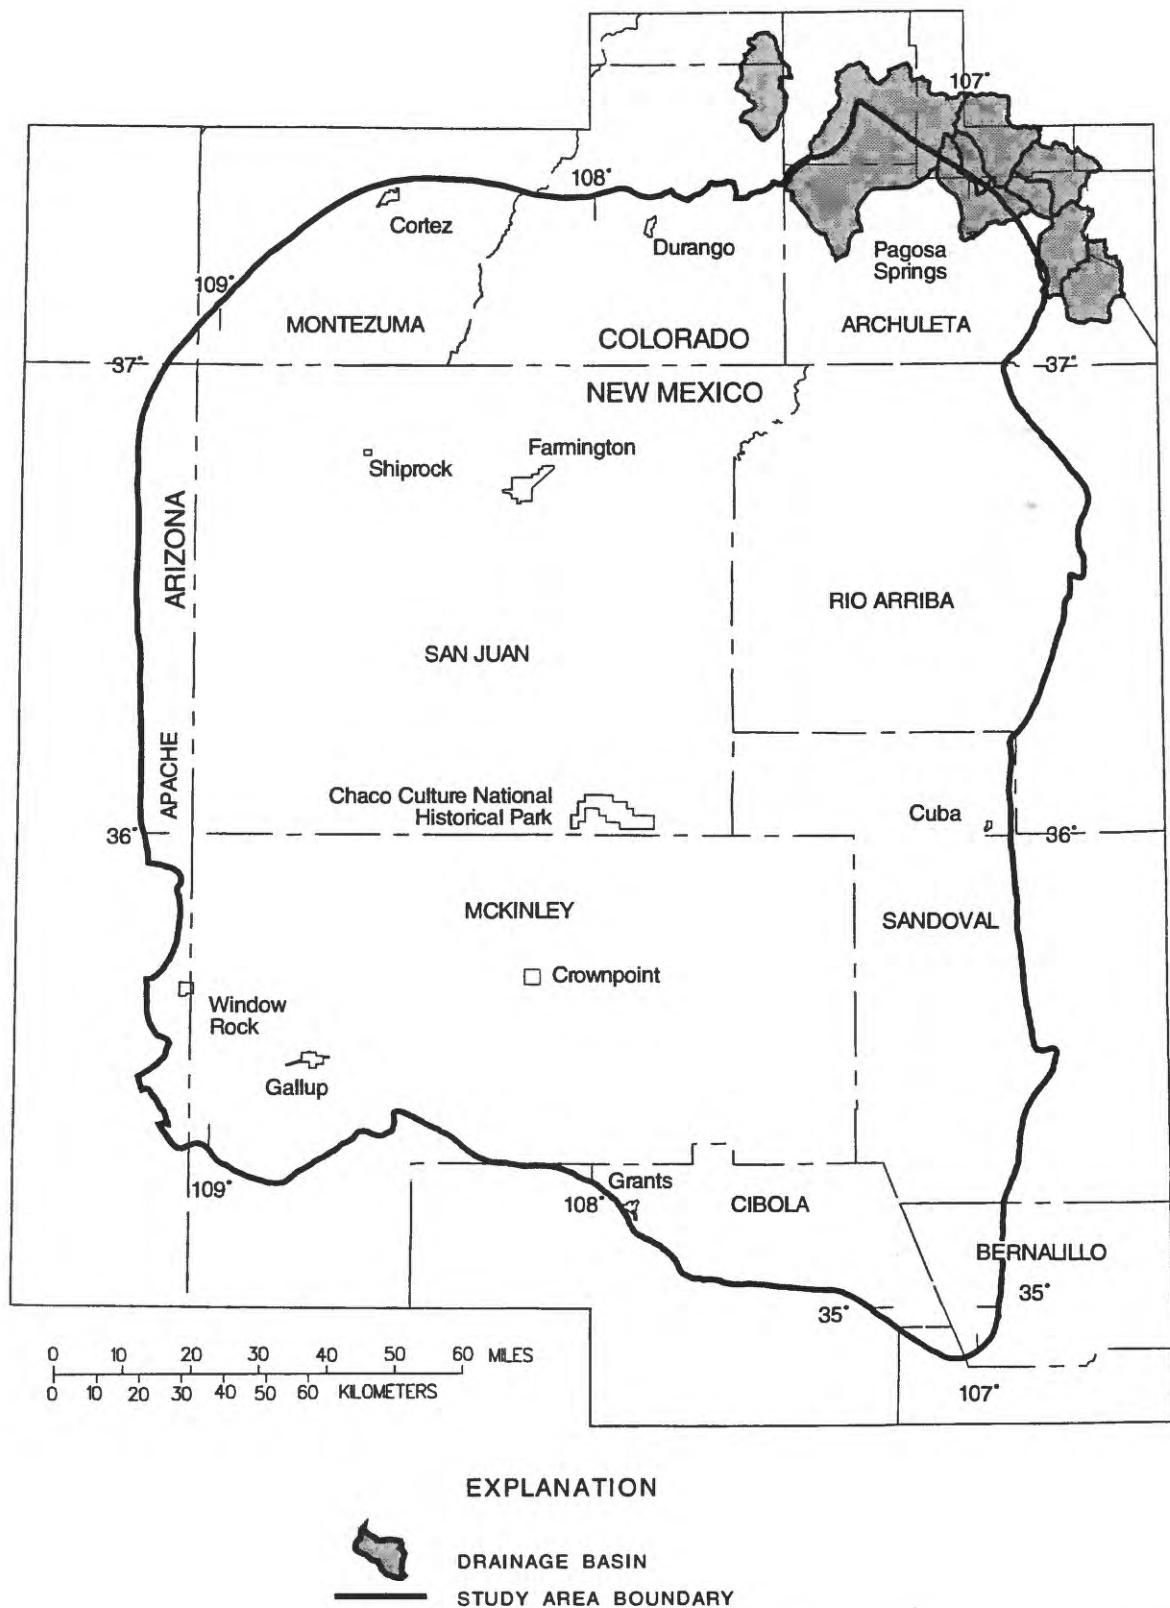 107°
108°
Cortez
Durango
Pagosa
Springs
109°
MONTEZUMA
COLORADO
ARCHULETA
37°
37°
NEW MEXICO
Farmington
Shiprock
ARIZONA
RIO ARRIBA
SAN JUAN
APACHE
Chaco Culture National
Historical Park
Cuba
36°
36°
MCKINLEY
SANDOVAL
Crownpoint
Window
Rock
Gallup
109°
108°
Grants
CIBOLA
BERNALILLO
35°
35°
0 10 20 30 40 50 60 MILES
0 10 20 30 40 50 60 KILOMETERS
107°
EXPLANATION
DRAINAGE BASIN
STUDY AREA BOUNDARY